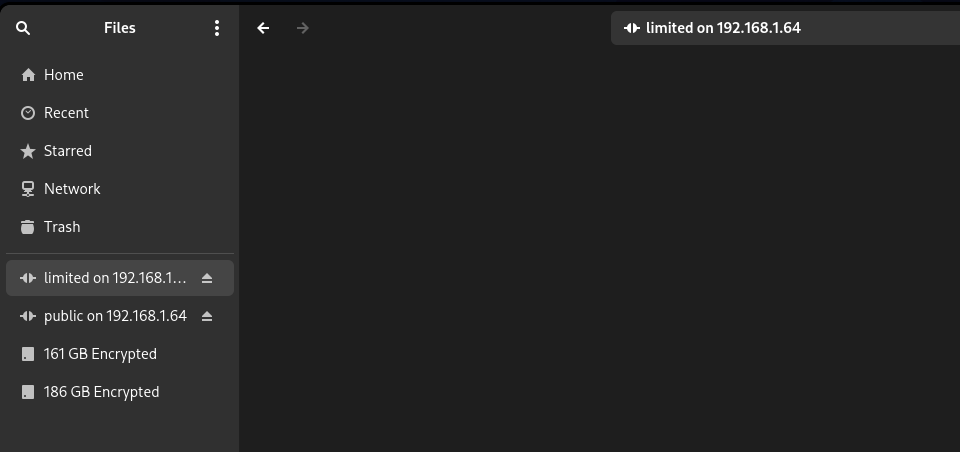 Files
limited on 192.168.1.64
Home
Recent
Starred
Network
Trash
limited on 192.168.1...
public on 192.168.1.64
161 GB Encrypted
186 GB Encrypted